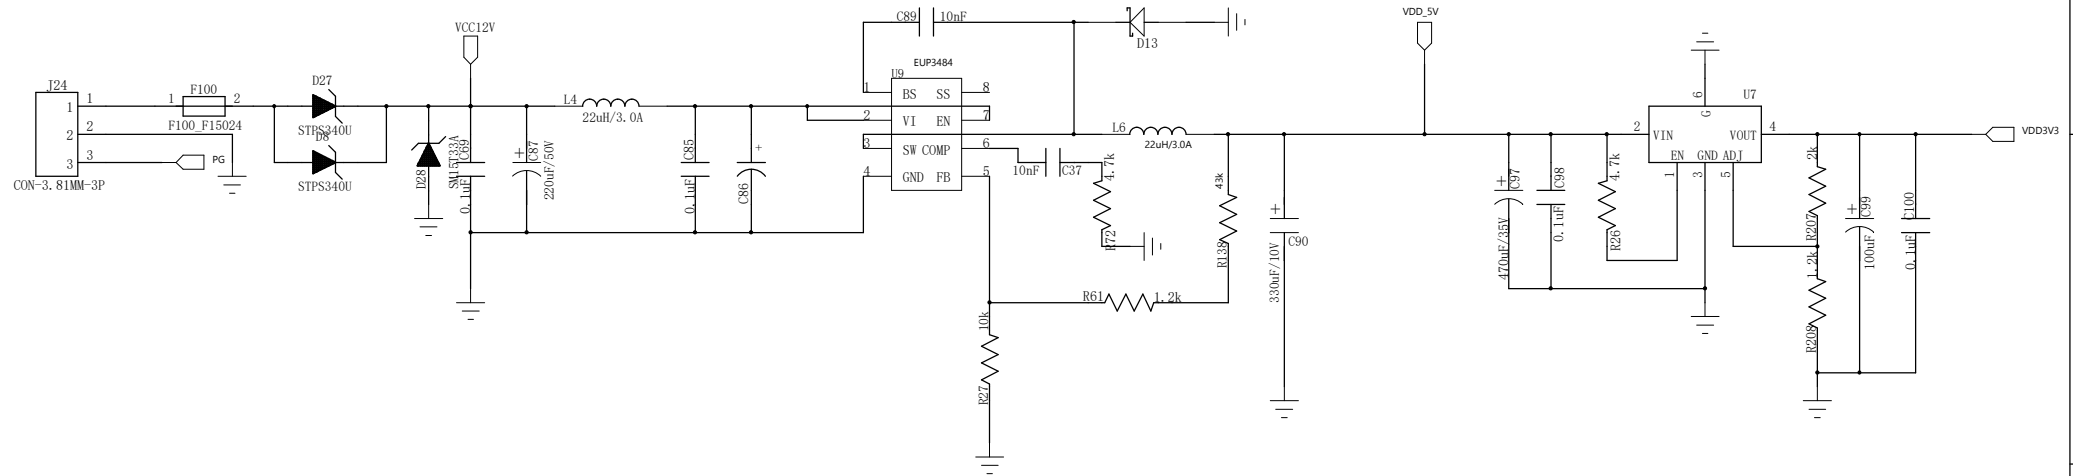 J24
1
1
2
2
3
3
CON-3.81MM-3P
PG
1
F100
2
F100_F15024
D27
STPS340U
D8
STPS340U
VCC12V
D28
SM15T33A
C69
0.1uF
C87
220uF/50V
L4
22uH/3.0A
C85
0.1uF
C86
C89
10nF
D13
EUP3484
U9
1
BS
SS
8
2
VI
EN
7
3
SW
COMP
6
4
GND
FB
5
10nF
C37
4.7k
R72
L6
22uH/3.0A
43k
R138
R61
1.2k
10k
R27
C90
330uF/10V
VDD_5V
C97
470uF/35V
C98
0.1uF
4.7k
R26
U7
6
G
2
VIN
VOUT
4
EN
GND
ADJ
1
3
5
2k
R207
1.2k
R208
C99
100uF
C100
0.1uF
VDD3V3